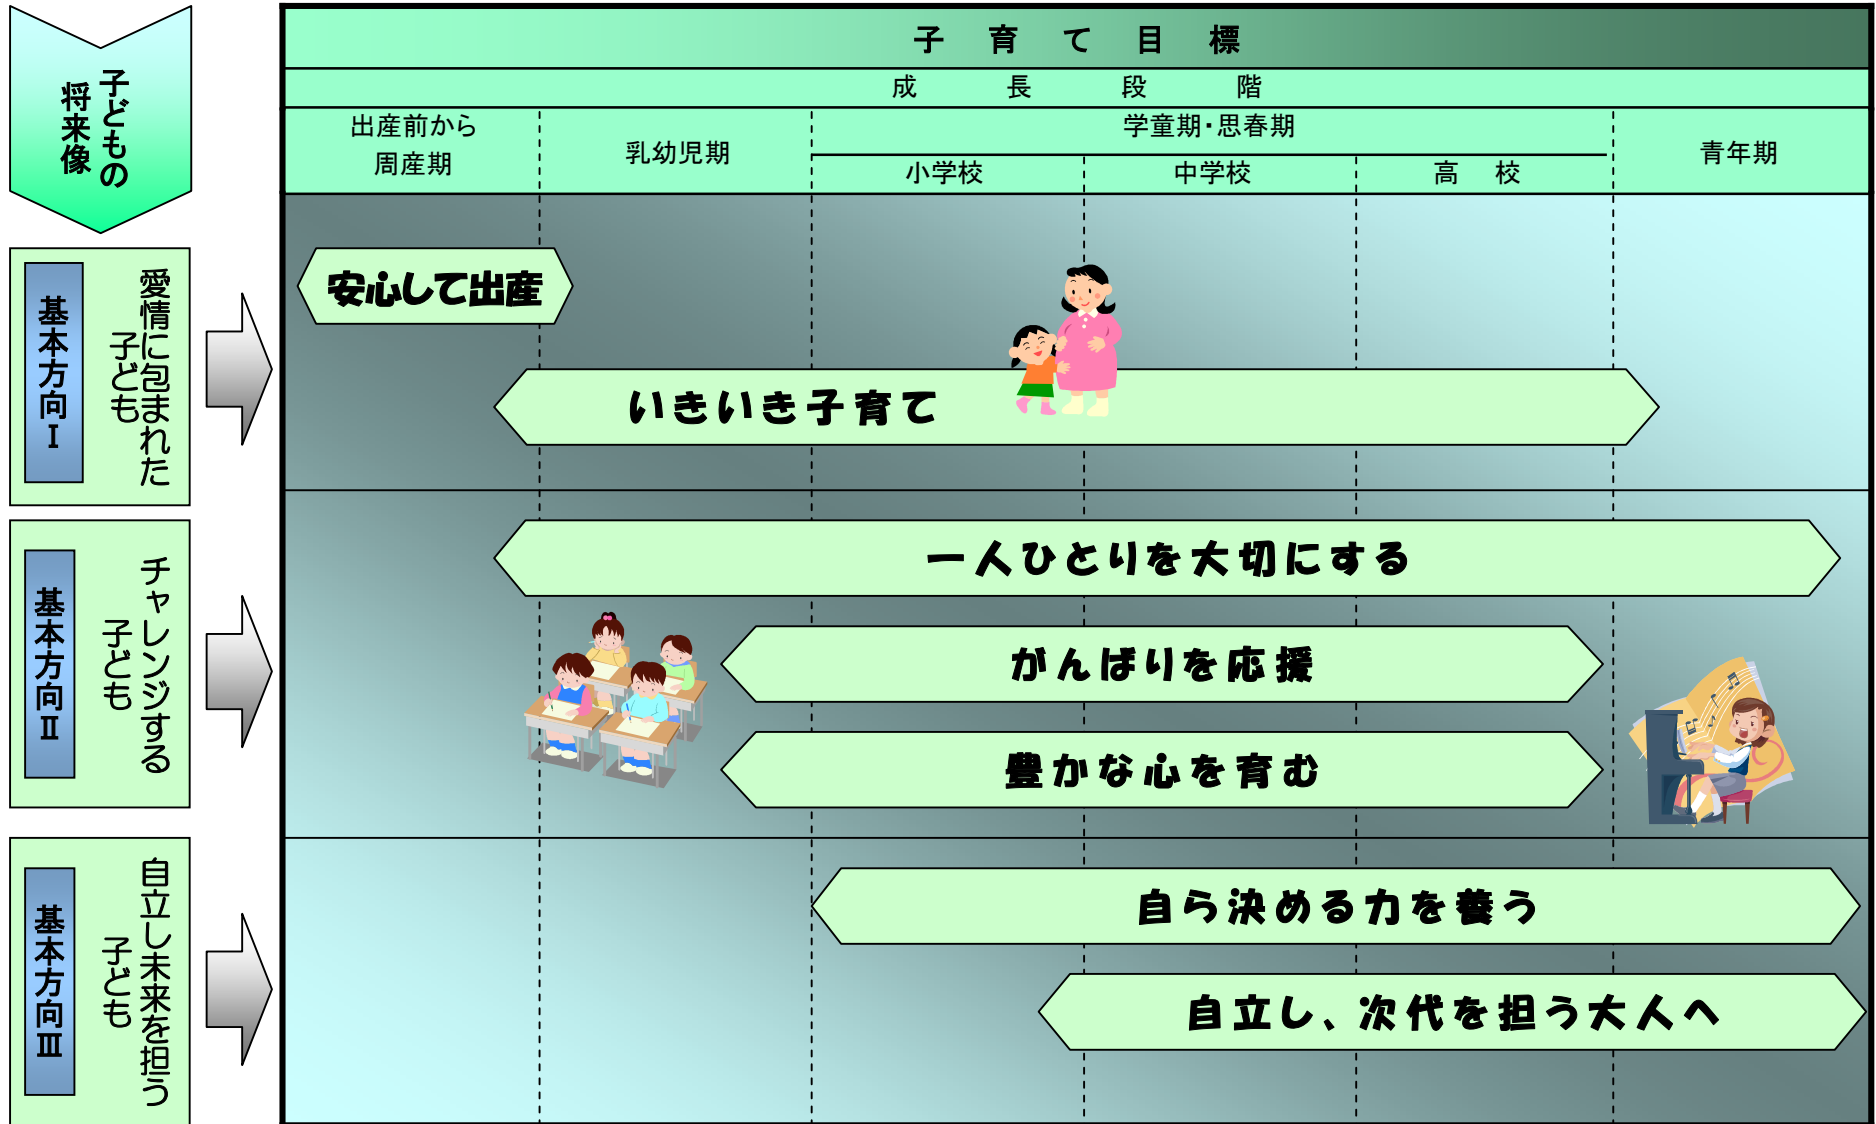 子どもの
将来像
子育て目標
成長段階
出産前から
周産期
乳幼児期
学童期・思春期
小学校
中学校
高校
青年期
基本方向Ⅰ
愛情に包まれた
子ども
安心して出産
いきいき子育て
基本方向Ⅱ
チャレンジする
子ども
一人ひとりを大切にする
がんばりを応援
豊かな心を育む
基本方向Ⅲ
自立し未来を担う
子ども
自ら決める力を養う
自立し、次代を担う大人へ